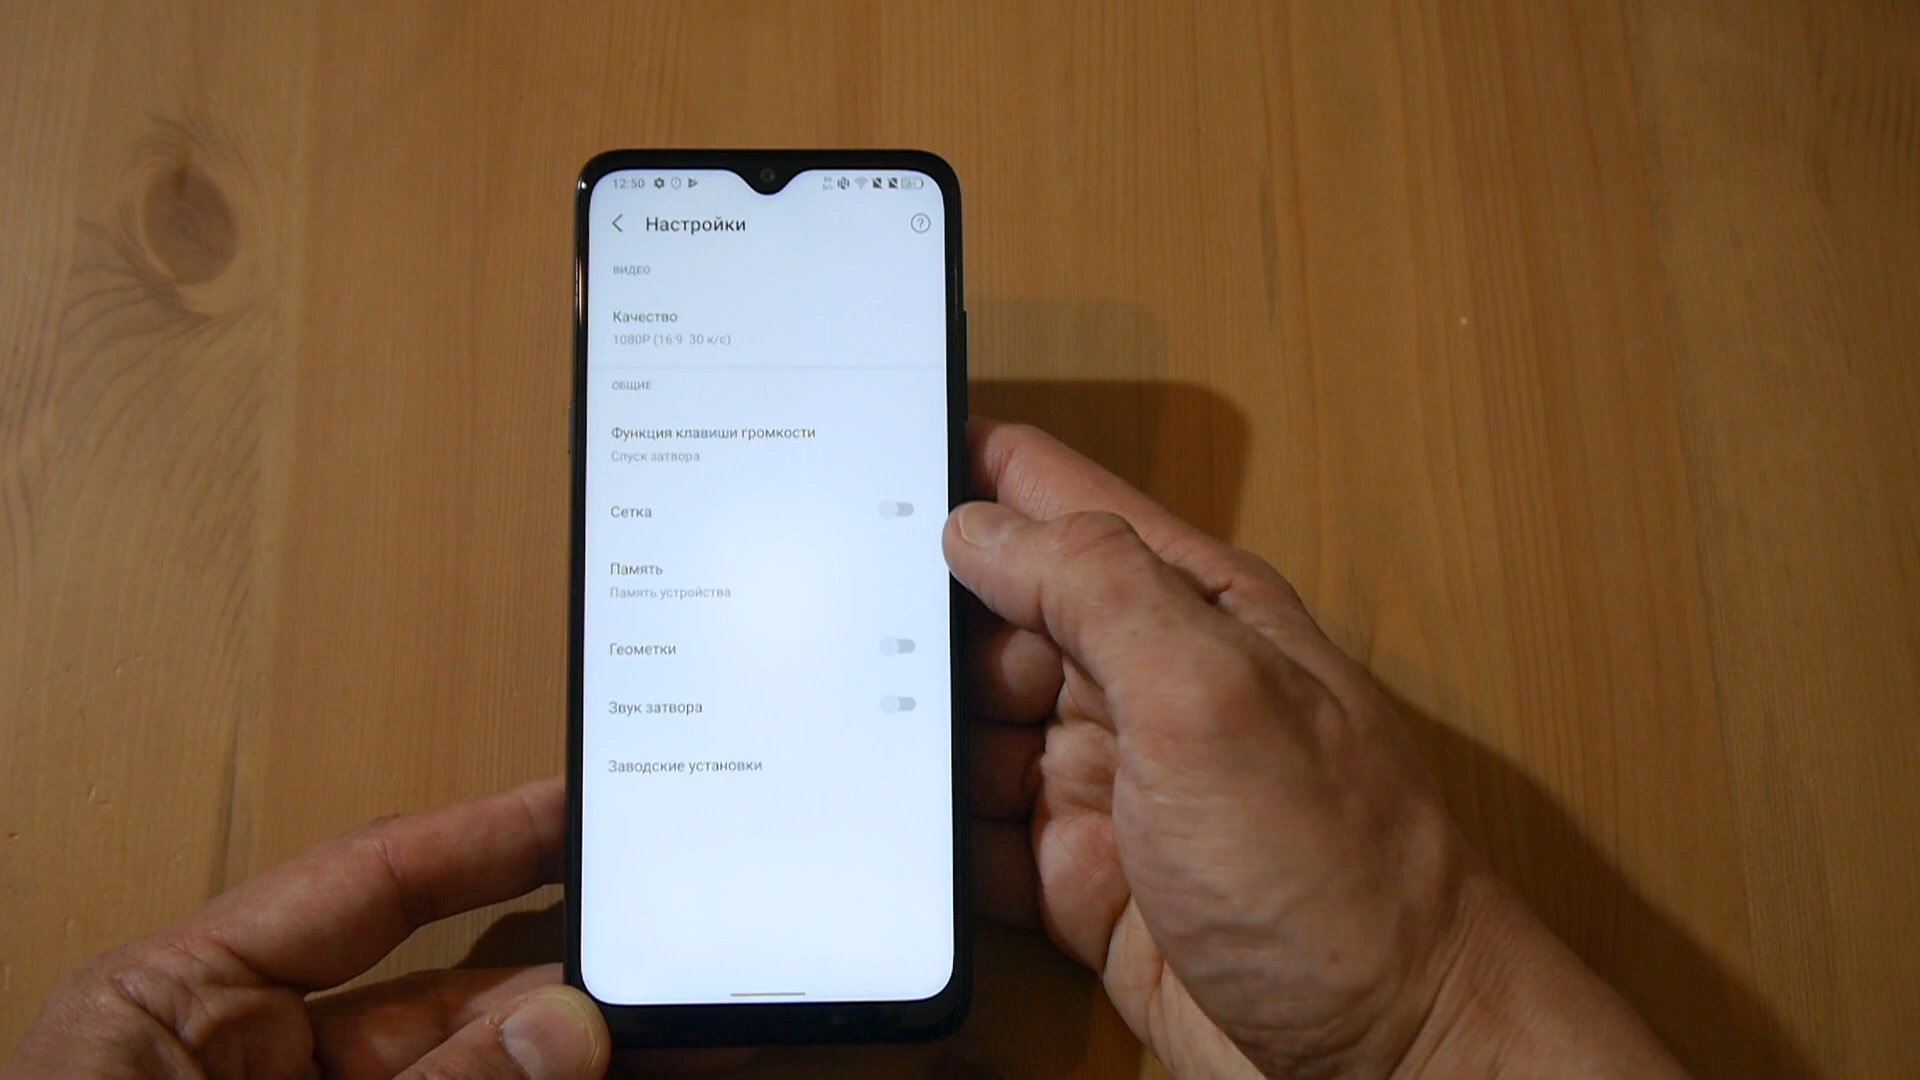 12:50
Настройки
ВИДЕО
Качество
1080P (16:9 30 к/с)
ОБЩИЕ
Функция клавиши громкости
Спуск затвора
Сетка
Память
Память устройства
Геометки
Звук затвора
Заводские установки